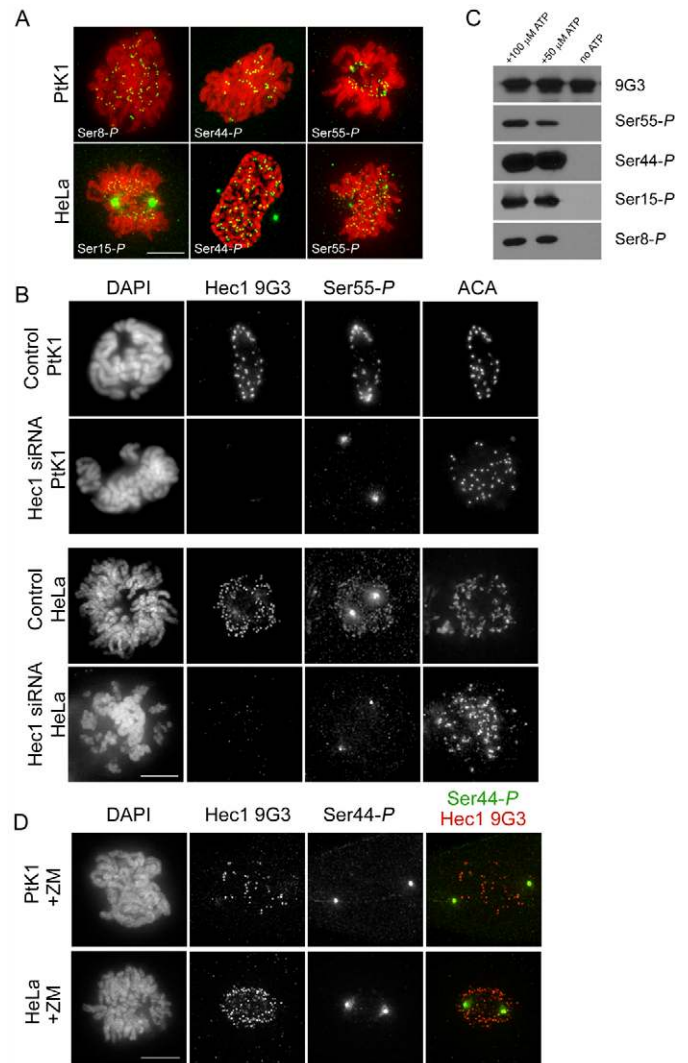 A
PtK1
Ser8-P
Ser44-P
Ser55-P
HeLa
Ser15-P
Ser44-P
Ser55-P
C
+100 μM ATP
+50 μM ATP
no ATP
9G3
Ser55-P
Ser44-P
Ser15-P
Ser8-P
B
DAPI
Hec1 9G3
Ser55-P
ACA
Control
PtK1
Hec1 siRNA
PtK1
Control
HeLa
Hec1 siRNA
HeLa
D
DAPI
Hec1 9G3
Ser44-P
Ser44-P
Hec1 9G3
PtK1
+ZM
HeLa
+ZM